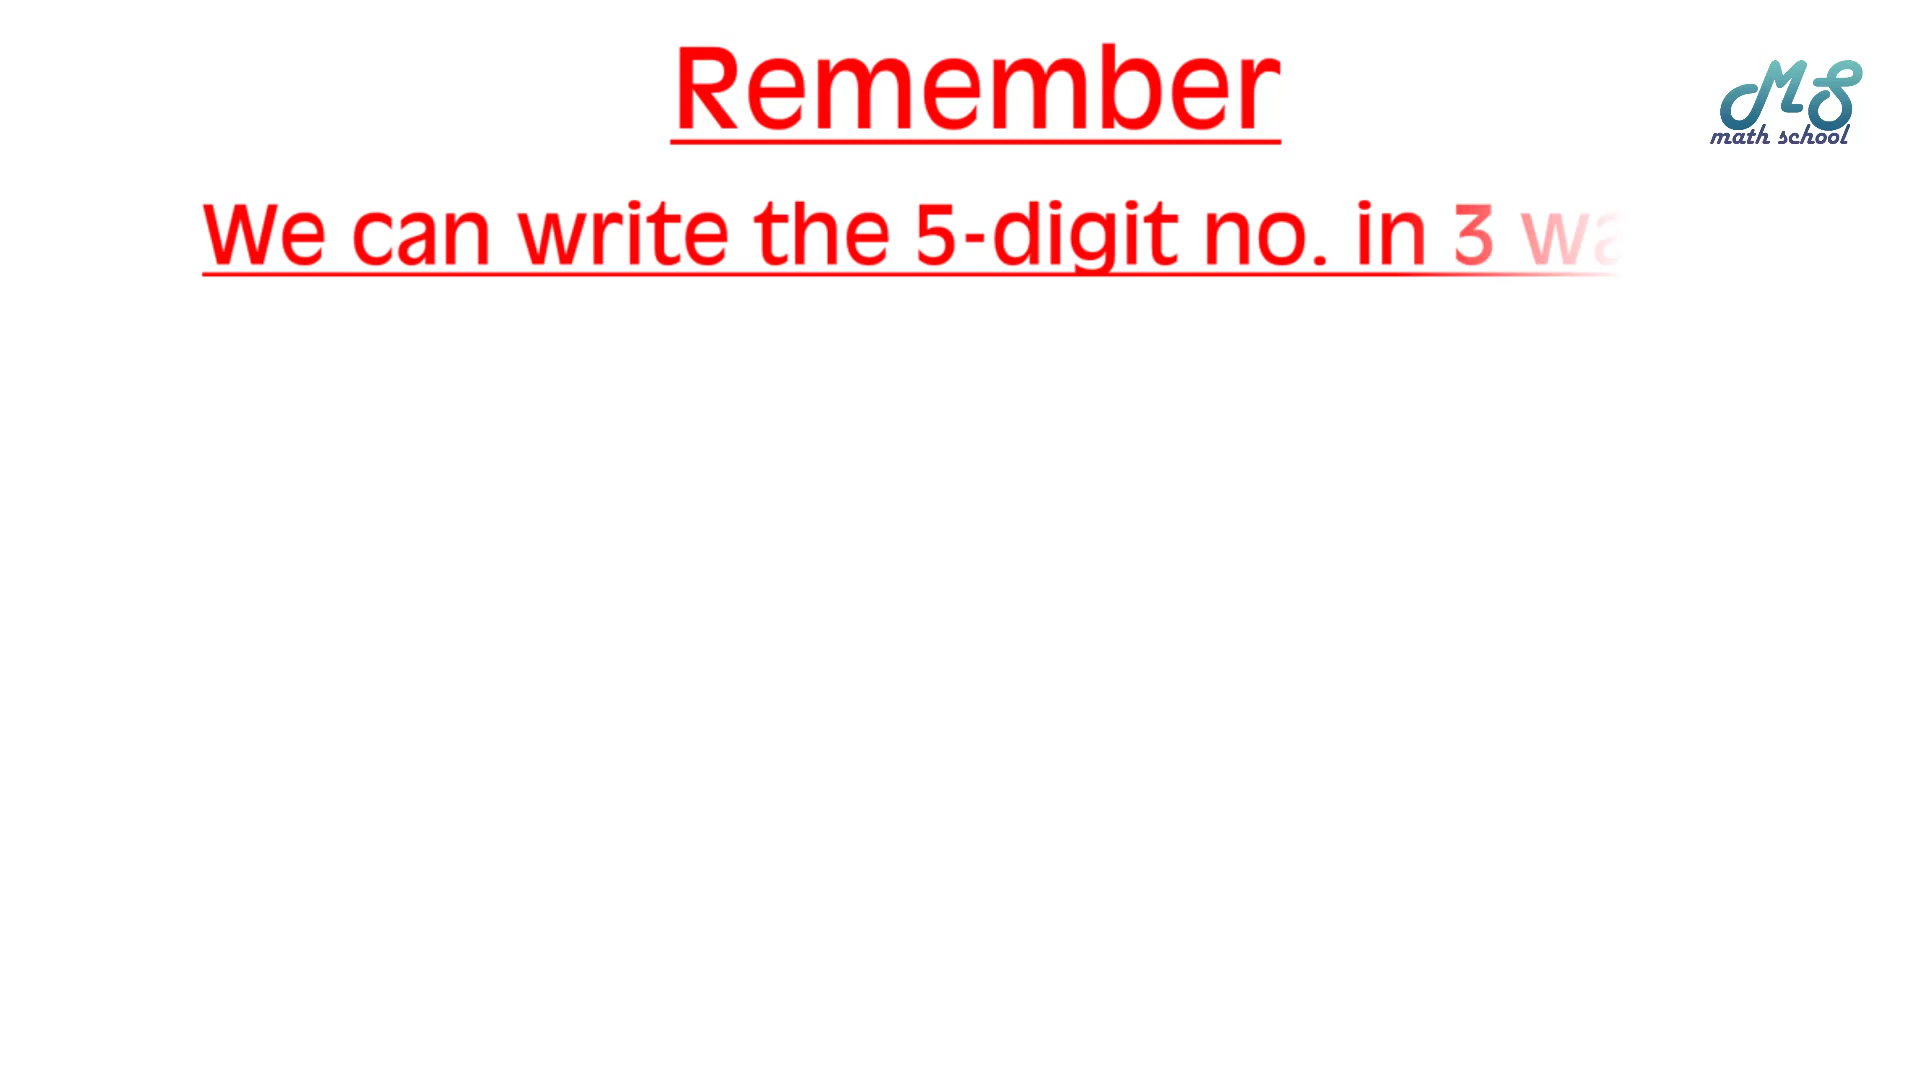 Remember
MS
math school
We can write the 5-digit no. in 3